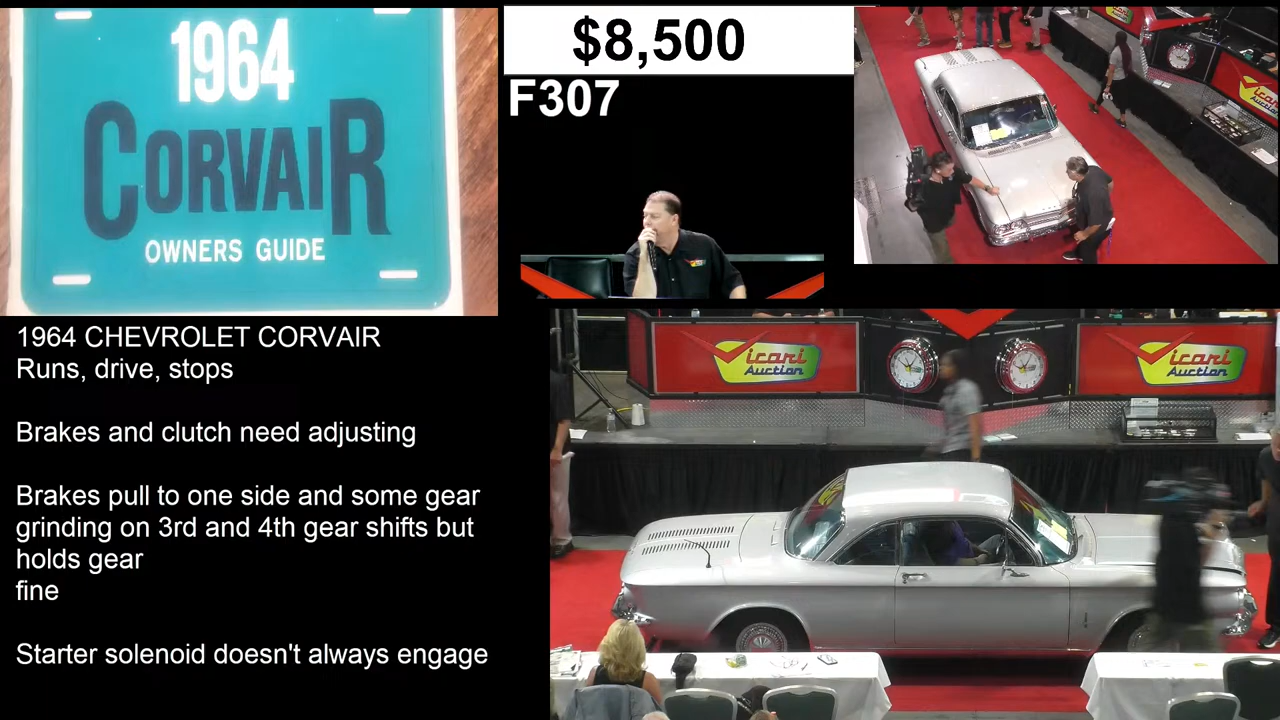 1964
CORVAIR
OWNERS GUIDE
$8,500
F307
1964 CHEVROLET CORVAIR
Runs, drive, stops
Brakes and clutch need adjusting
Brakes pull to one side and some gear
grinding on 3rd and 4th gear shifts but
holds gear
fine
Starter solenoid doesn't always engage
Vicari
Auction
Vicari
Auction
Vicari
Auction